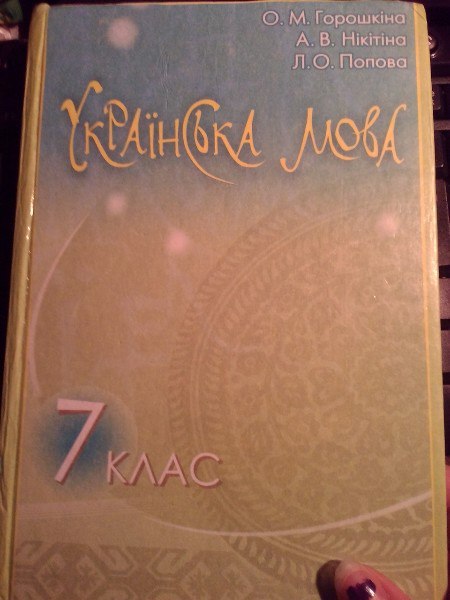 О. М. Горошкіна
А. В. Нікітіна
Л. О. Попова
Українська мова
7 КЛАС